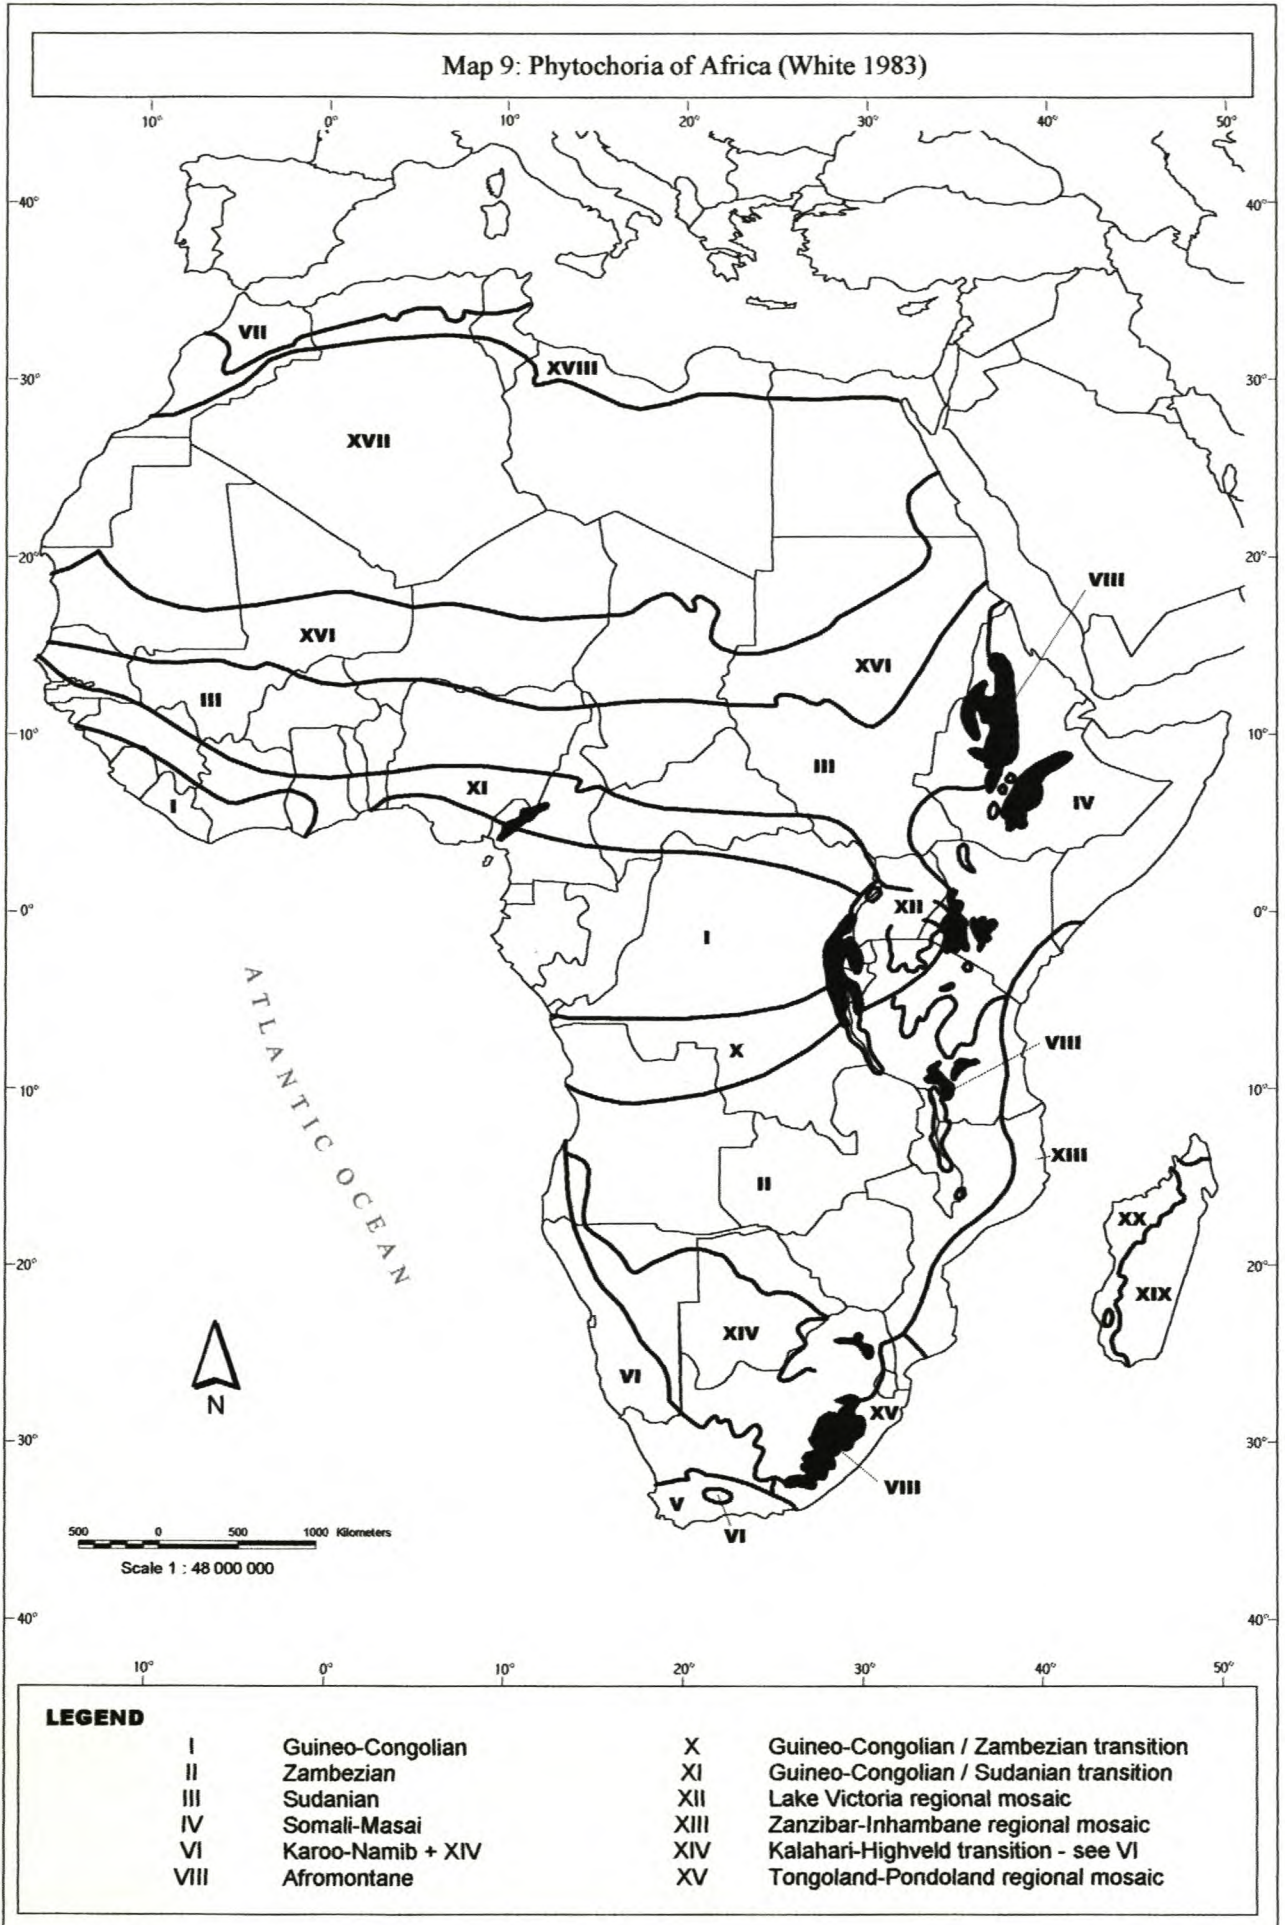 Map 9: Phytochoria of Africa (White 1983)
10° 0° 10° 20° 30° 40° 50°
40° 40°
VII
XVIII
30° 30°
XVII
20° 20°
VIII
XVI
XVI
III
10° 10°
III
XI
IV
I
XII
0° 0°
I
ATLANTIC OCEAN
X
VIII
10° 10°
XIII
II
XX
20° 20°
XIX
XIV
VI
N
XV
30° 30°
VIII
V
VI
500 0 500 1000 Kilometers
Scale 1 : 48 000 000
40° 40°
10° 0° 10° 20° 30° 40° 50°
LEGEND
I Guineo-Congolian X Guineo-Congolian / Zambezian transition
II Zambezian XI Guineo-Congolian / Sudanian transition
III Sudanian XII Lake Victoria regional mosaic
IV Somali-Masai XIII Zanzibar-Inhambane regional mosaic
VI Karoo-Namib + XIV XIV Kalahari-Highveld transition - see VI
VIII Afromontane XV Tongoland-Pondoland regional mosaic